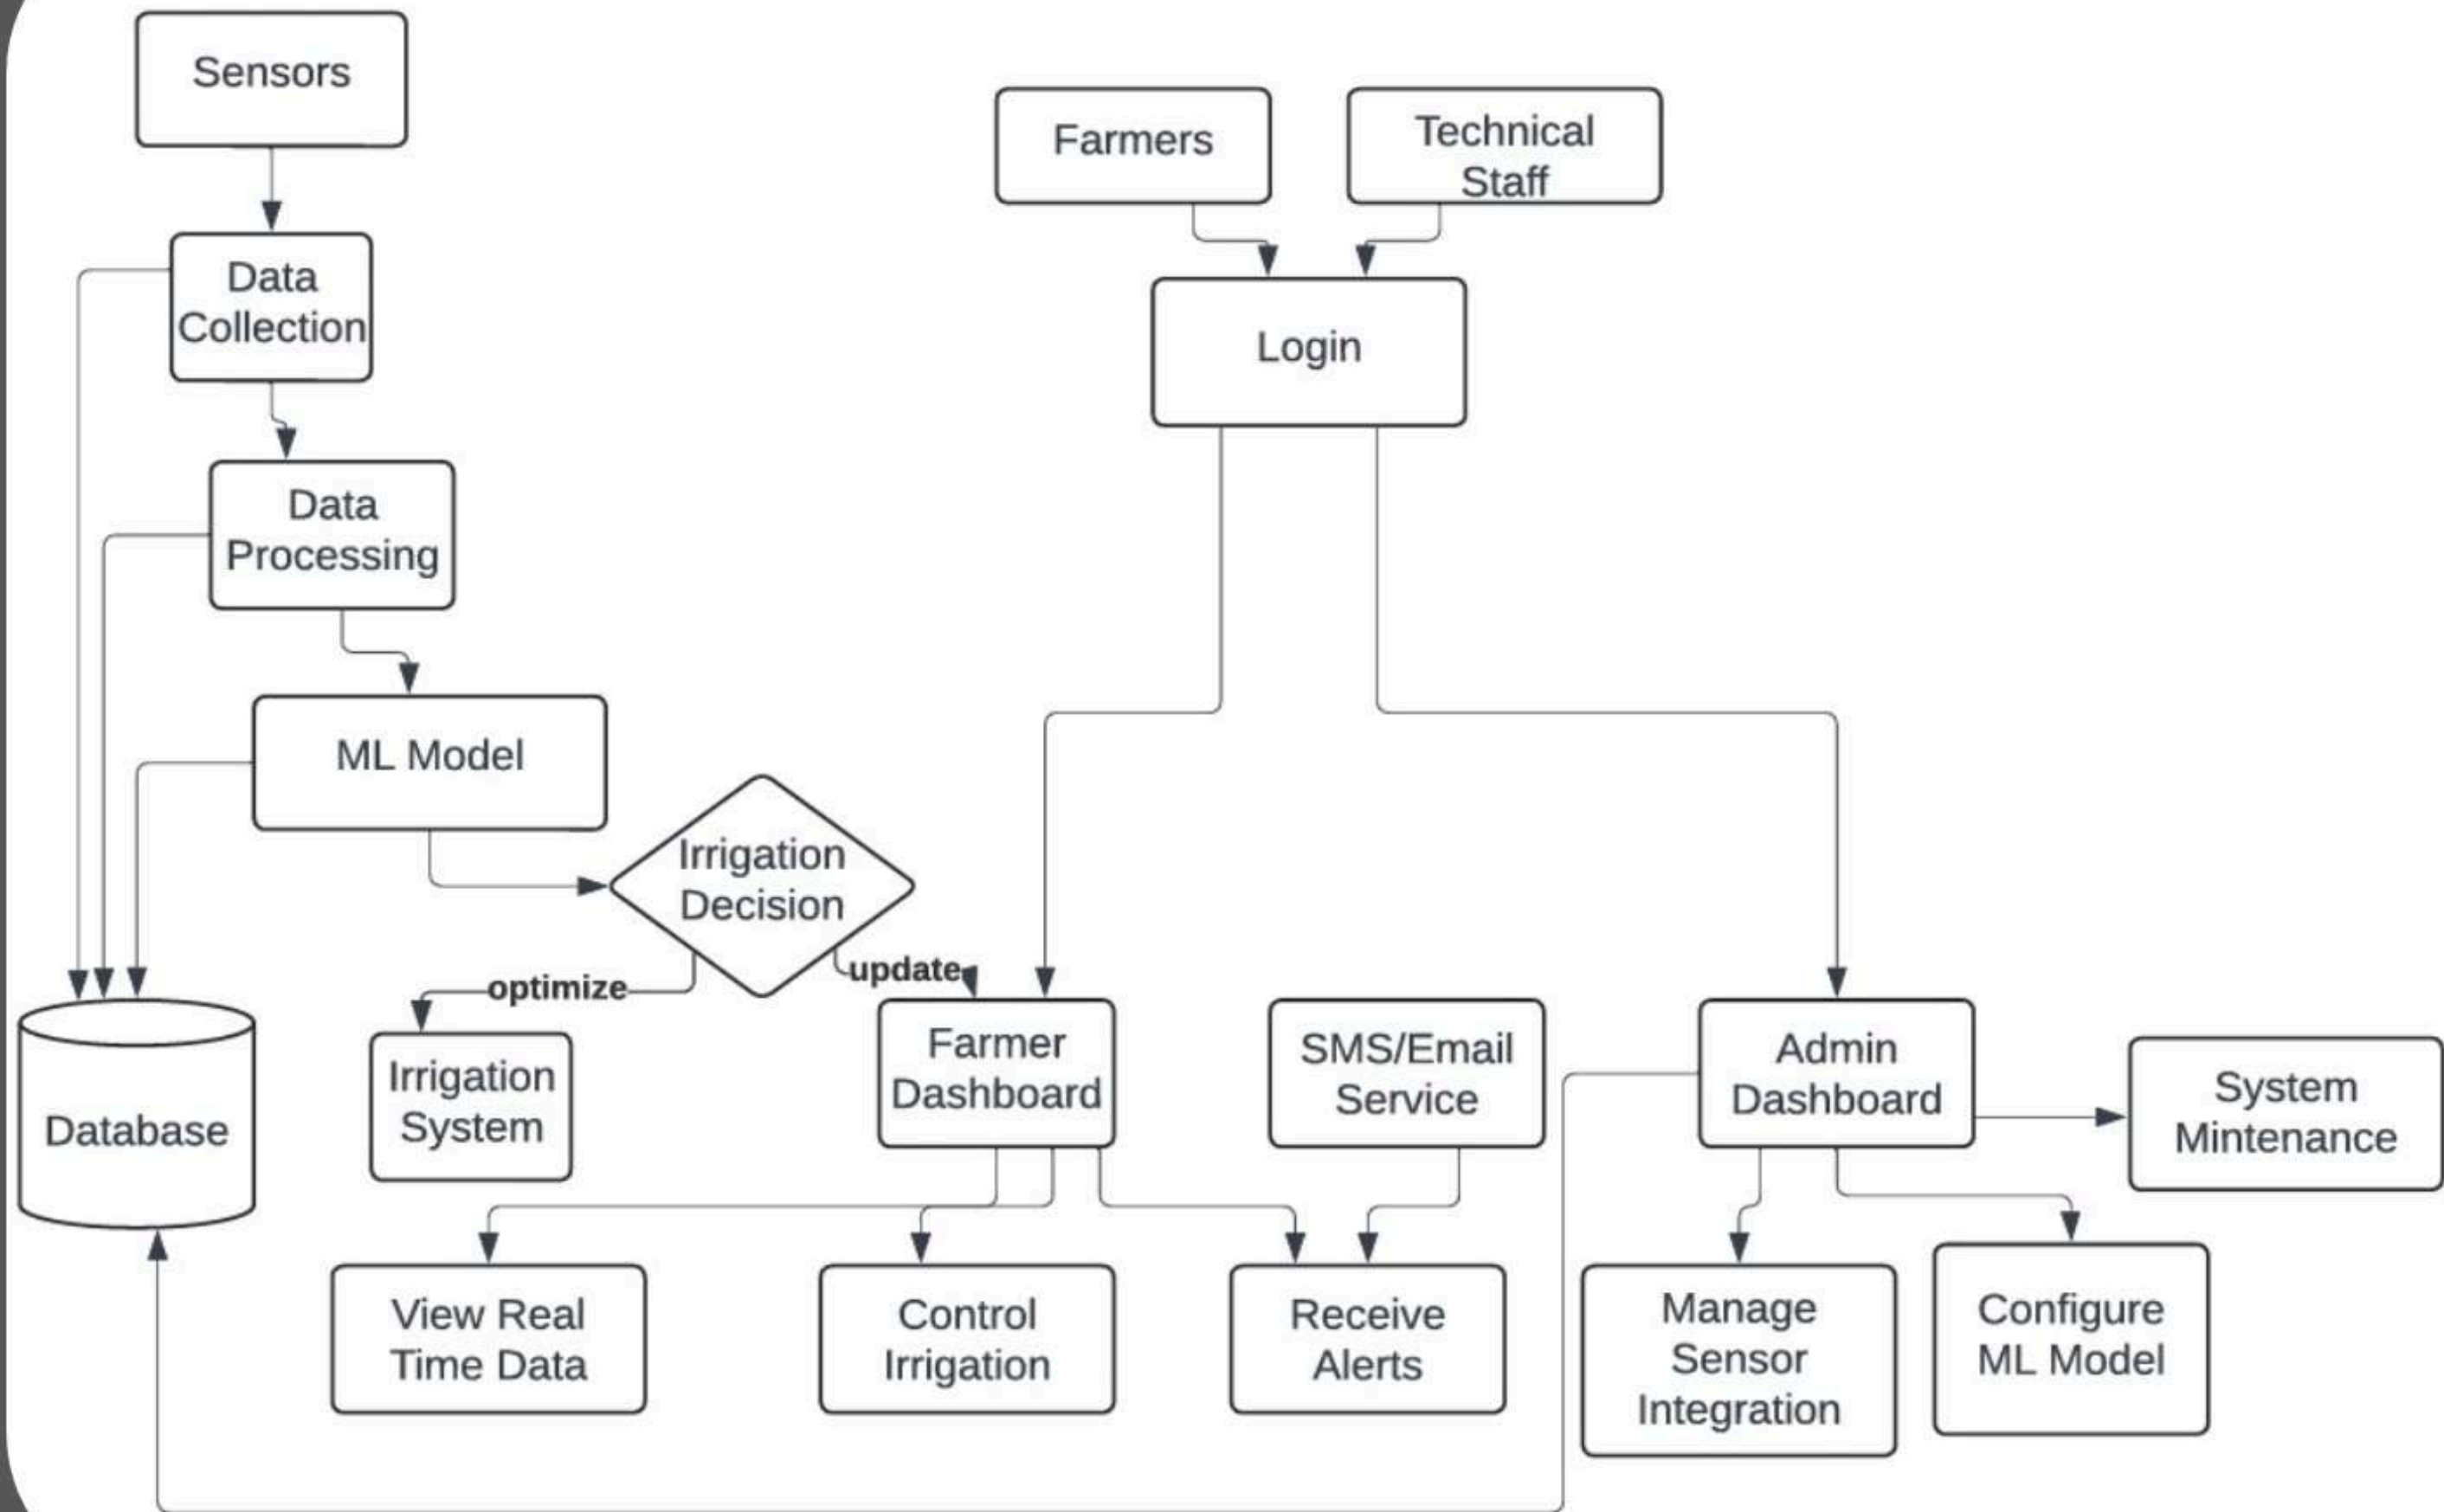 Sensors
Farmers
Technical
Staff
Data
Collection
Login
Data
Processing
ML Model
Irrigation
Decision
optimize
update
Database
Irrigation
System
Farmer
Dashboard
SMS/Email
Service
Admin
Dashboard
System
Mintenance
View Real
Time Data
Control
Irrigation
Receive
Alerts
Manage
Sensor
Integration
Configure
ML Model